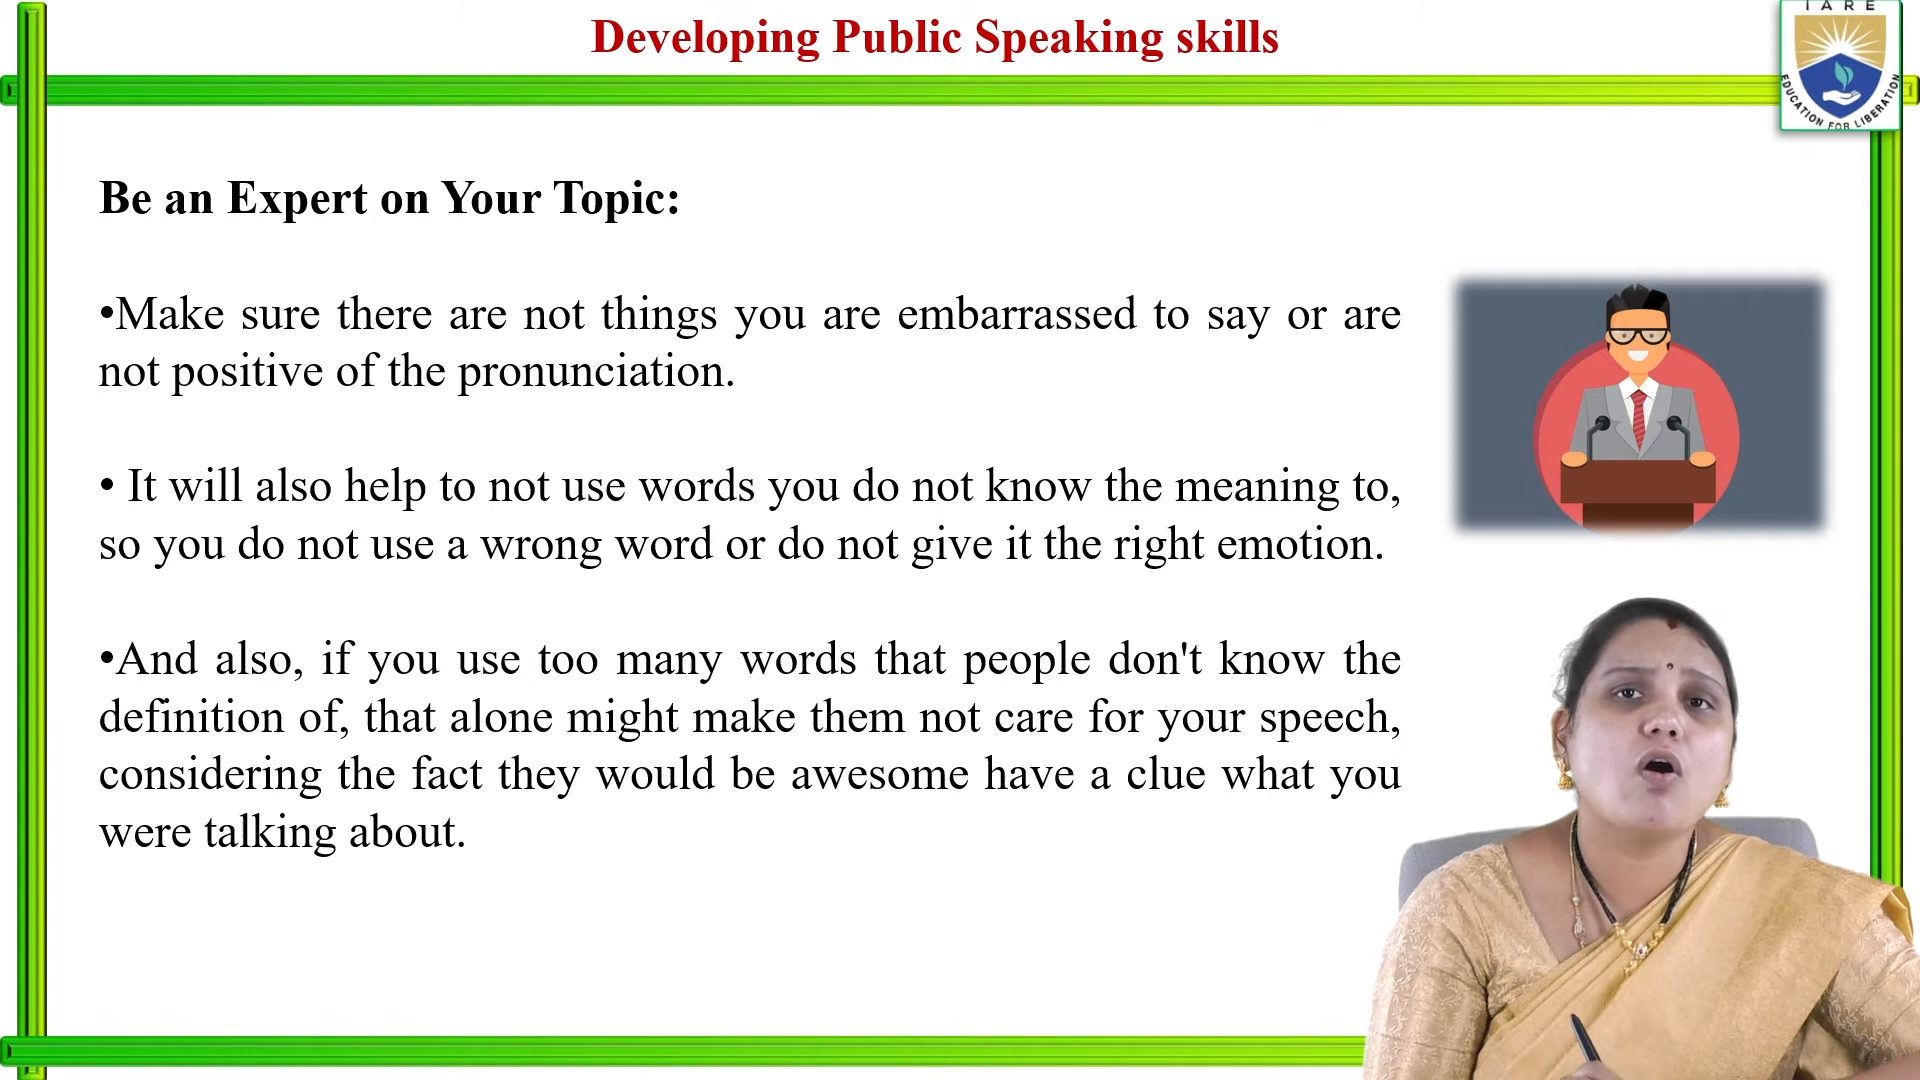 Developing Public Speaking skills
IARE
EDUCATION FOR LIBERATION
Be an Expert on Your Topic:
•Make sure there are not things you are embarrassed to say or are
not positive of the pronunciation.
• It will also help to not use words you do not know the meaning to,
so you do not use a wrong word or do not give it the right emotion.
•And also, if you use too many words that people don't know the
definition of, that alone might make them not care for your speech,
considering the fact they would be awesome have a clue what you
were talking about.